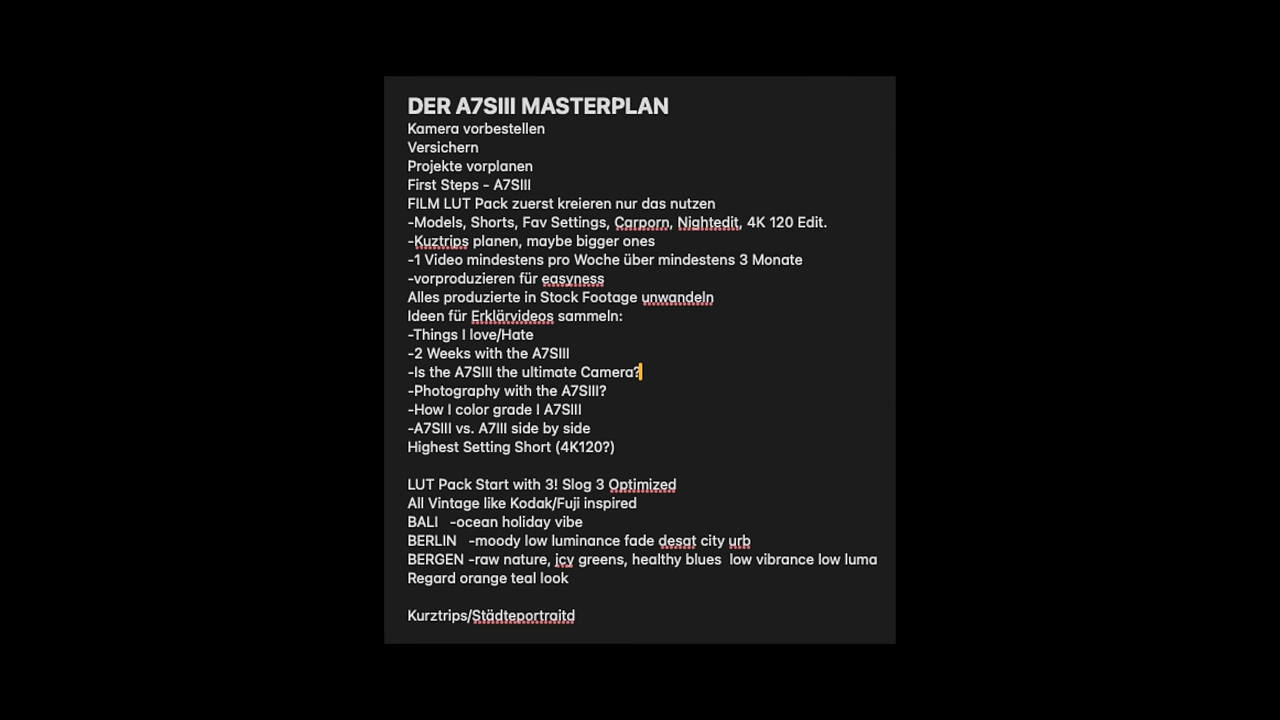 DER A7SIII MASTERPLAN
Kamera vorbestellen
Versichern
Projekte vorplanen
First Steps - A7SIII
FILM LUT Pack zuerst kreieren nur das nutzen
-Models, Shorts, Fav Settings, Carporn, Nightedit, 4K 120 Edit.
-Kuztrips planen, maybe bigger ones
-1 Video mindestens pro Woche über mindestens 3 Monate
-vorproduzieren für easyness
Alles produzierte in Stock Footage unwandeln
Ideen für Erklärvideos sammeln:
-Things I love/Hate
-2 Weeks with the A7SIII
-Is the A7SIII the ultimate Camera?
-Photography with the A7SIII?
-How I color grade I A7SIII
-A7SIII vs. A7III side by side
Highest Setting Short (4K120?)
LUT Pack Start with 3! Slog 3 Optimized
All Vintage like Kodak/Fuji inspired
BALI -ocean holiday vibe
BERLIN -moody low luminance fade desat city urb
BERGEN -raw nature, jcy greens, healthy blues low vibrance low luma
Regard orange teal look
Kurztrips/Städteportraitd